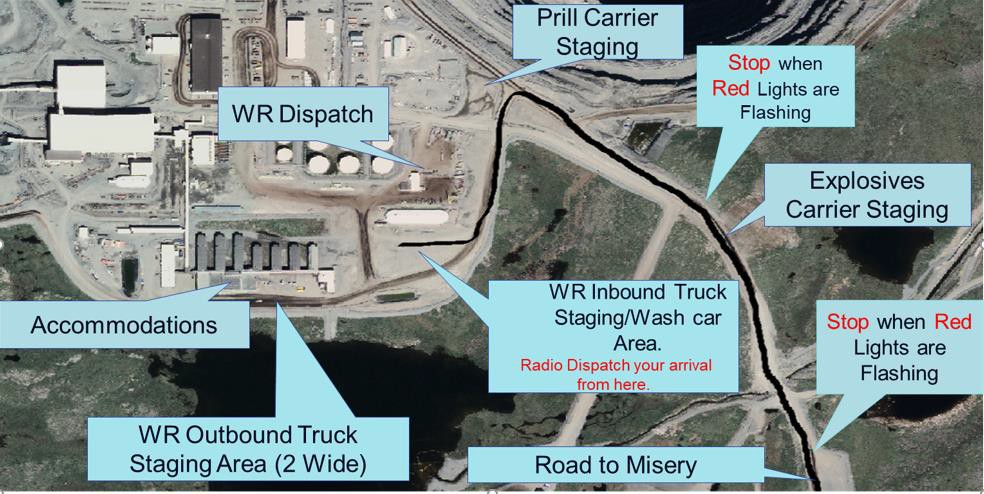 Prill Carrier
Staging
Stop when
Red Lights are
Flashing
WR Dispatch
Explosives
Carrier Staging
WR Inbound Truck
Staging/Wash car
Area.
Radio Dispatch your arrival
from here.
Accommodations
Stop when Red
Lights are
Flashing
WR Outbound Truck
Staging Area (2 Wide)
Road to Misery